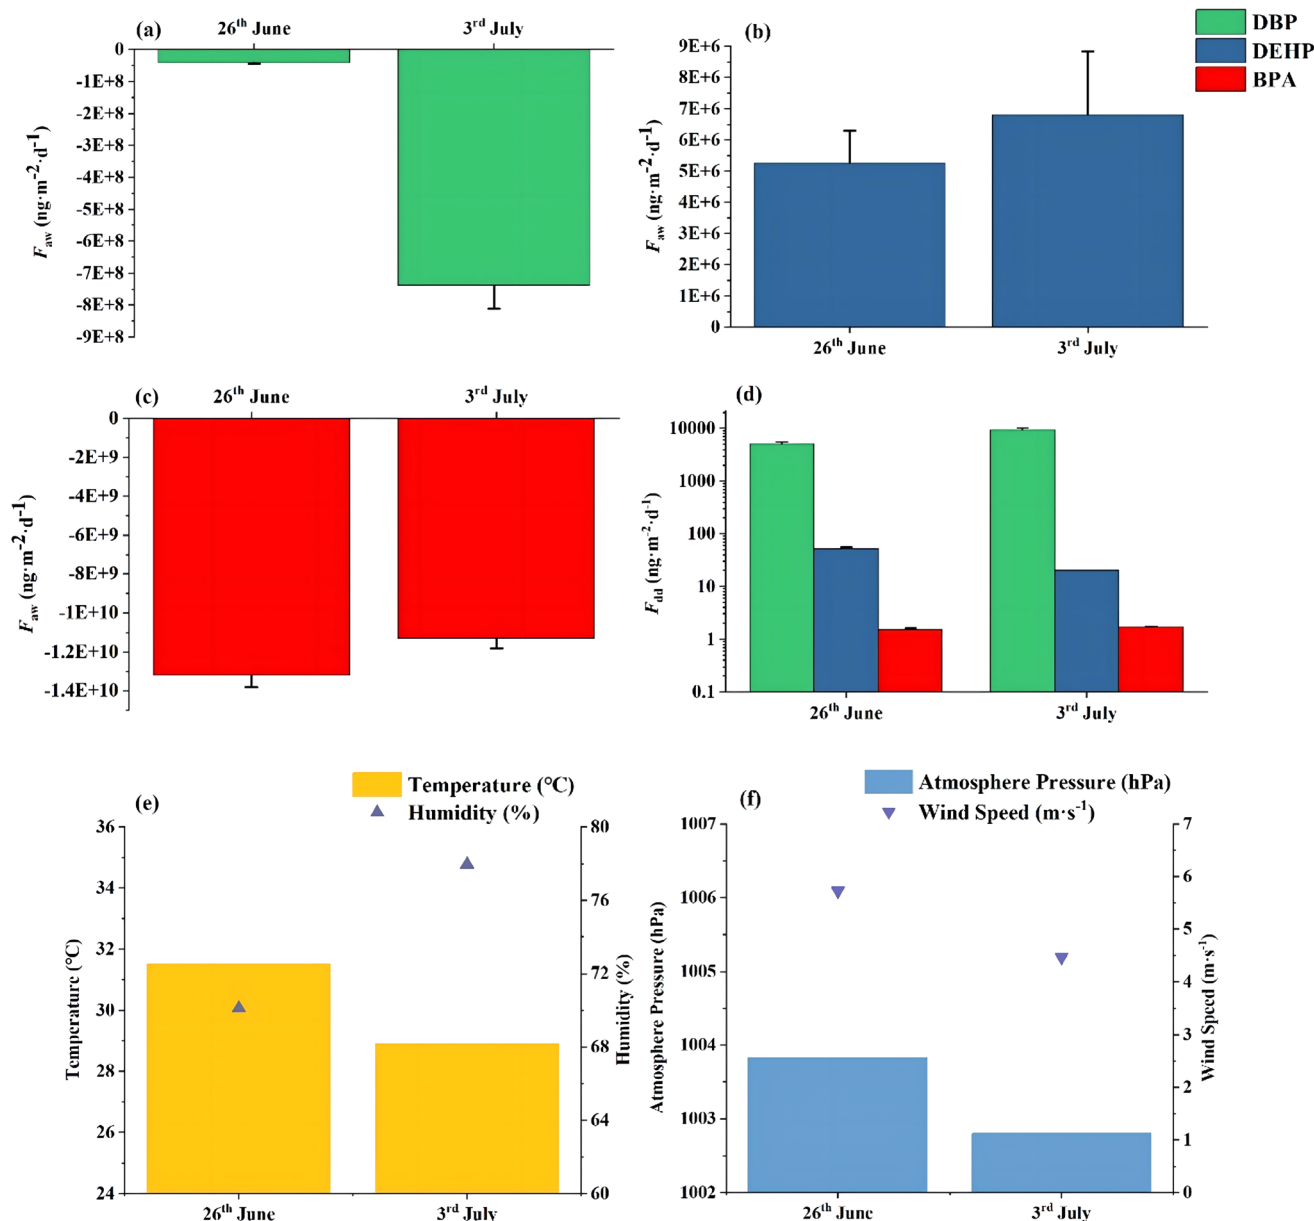 (a)
26th June
3rd July
0
-1E+8
-2E+8
-3E+8
-4E+8
-5E+8
-6E+8
-7E+8
-8E+8
-9E+8
Faw (ng·m-2·d-1)
(b)
DBP
DEHP
BPA
9E+6
8E+6
7E+6
6E+6
5E+6
4E+6
3E+6
2E+6
1E+6
0
Faw (ng·m-2·d-1)
26th June
3rd July
(c)
26th June
3rd July
0
-2E+9
-4E+9
-6E+9
-8E+9
-1E+10
-1.2E+10
-1.4E+10
Faw (ng·m-2·d-1)
(d)
10000
1000
100
10
1
0.1
Fdd (ng·m-2·d-1)
26th June
3rd July
(e)
Temperature (°C)
Humidity (%)
36
34
32
30
28
26
24
Temperature (°C)
80
76
72
68
64
60
Humidity (%)
26th June
3rd July
(f)
Atmosphere Pressure (hPa)
Wind Speed (m·s-1)
1007
1006
1005
1004
1003
1002
Atmosphere Pressure (hPa)
7
6
5
4
3
2
1
0
Wind Speed (m·s-1)
26th June
3rd July